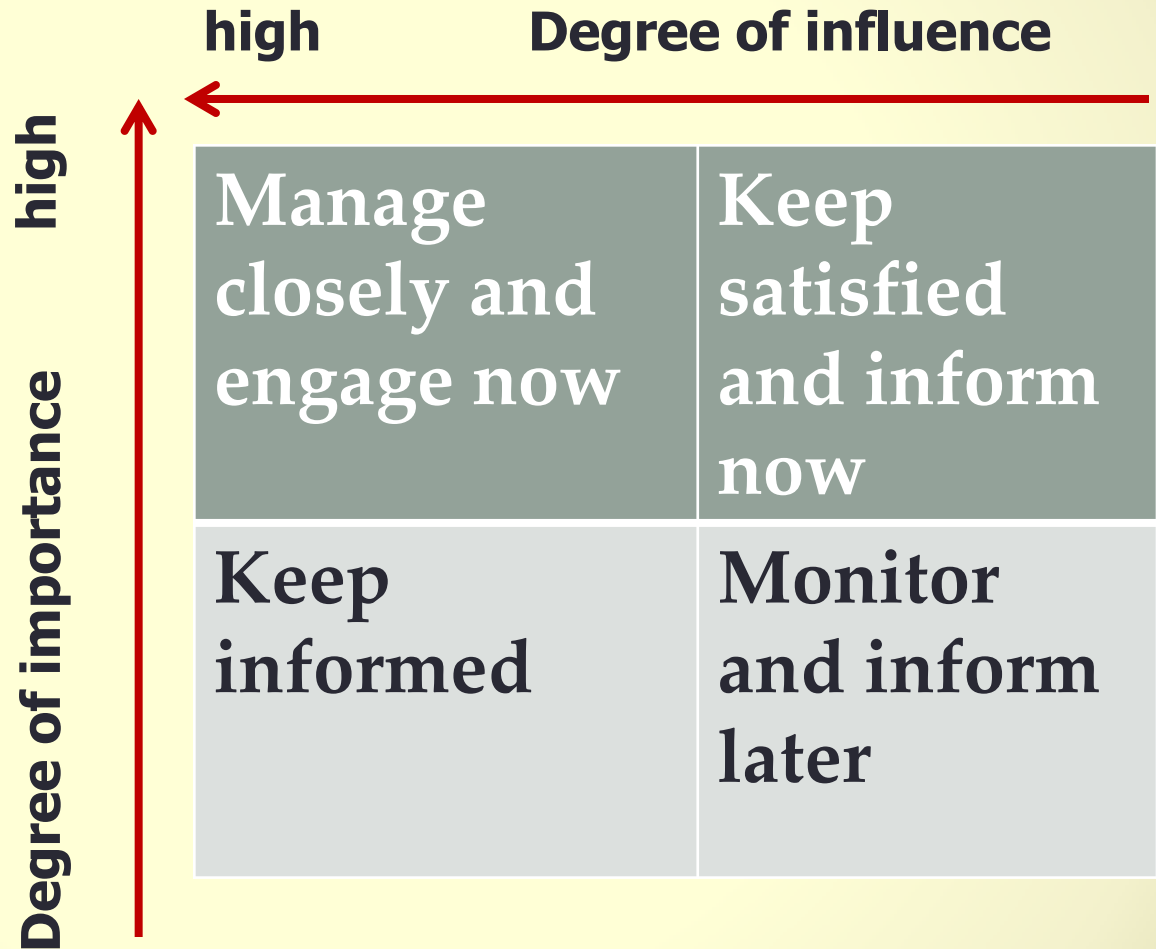 high Degree of influence
high
Degree of importance
Manage
closely and
engage now
Keep
satisfied
and inform
now
Keep
informed
Monitor
and inform
later